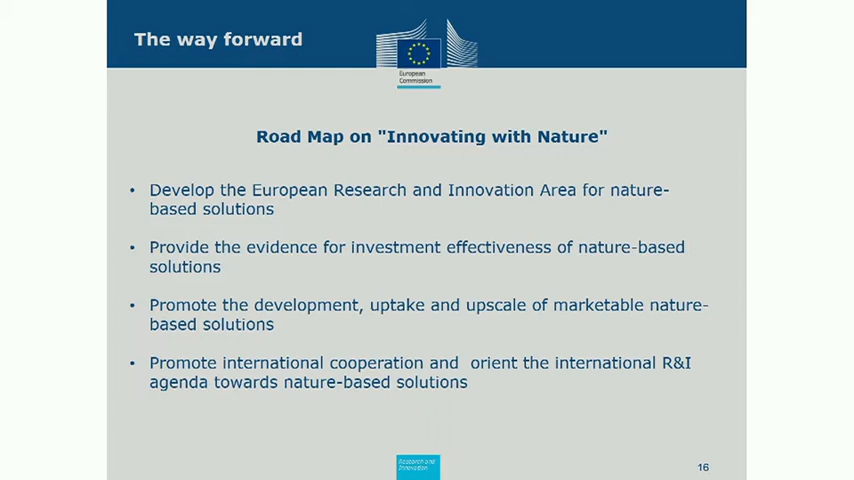 The way forward
European
Commission
Road Map on "Innovating with Nature"
• Develop the European Research and Innovation Area for nature-
based solutions
• Provide the evidence for investment effectiveness of nature-based
solutions
• Promote the development, uptake and upscale of marketable nature-
based solutions
• Promote international cooperation and  orient the international R&I
agenda towards nature-based solutions
Research and
Innovation
16